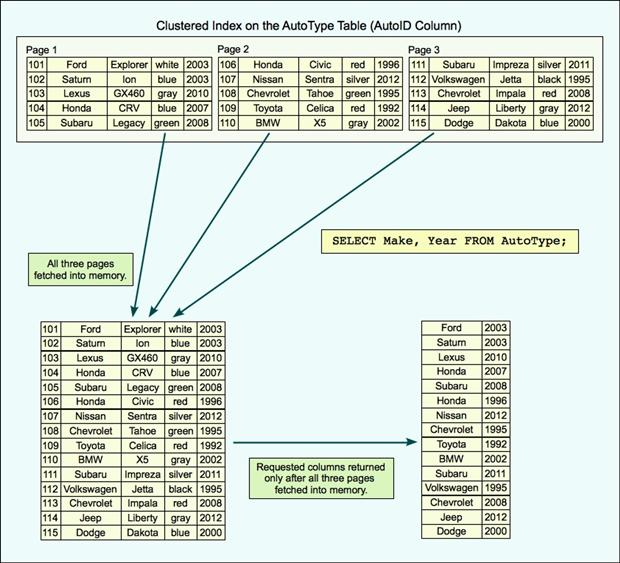 Clustered Index on the AutoType Table (AutoID Column)
Page 1
101 Ford Explorer white 2003
102 Saturn Ion blue 2003
103 Lexus GX460 gray 2010
104 Honda CRV blue 2007
105 Subaru Legacy green 2008
Page 2
106 Honda Civic red 1996
107 Nissan Sentra silver 2012
108 Chevrolet Tahoe green 1995
109 Toyota Celica red 1992
110 BMW X5 gray 2002
Page 3
111 Subaru Impreza silver 2011
112 Volkswagen Jetta black 1995
113 Chevrolet Impala red 2008
114 Jeep Liberty gray 2012
115 Dodge Dakota blue 2000
SELECT Make, Year FROM AutoType;
All three pages
fetched into memory.
101 Ford Explorer white 2003
102 Saturn Ion blue 2003
103 Lexus GX460 gray 2010
104 Honda CRV blue 2007
105 Subaru Legacy green 2008
106 Honda Civic red 1996
107 Nissan Sentra silver 2012
108 Chevrolet Tahoe green 1995
109 Toyota Celica red 1992
110 BMW X5 gray 2002
111 Subaru Impreza silver 2011
112 Volkswagen Jetta black 1995
113 Chevrolet Impala red 2008
114 Jeep Liberty gray 2012
115 Dodge Dakota blue 2000
Requested columns returned
only after all three pages
fetched into memory.
Ford 2003
Saturn 2003
Lexus 2010
Honda 2007
Subaru 2008
Honda 1996
Nissan 2012
Chevrolet 1995
Toyota 1992
BMW 2002
Subaru 2011
Volkswagen 1995
Chevrolet 2008
Jeep 2012
Dodge 2000